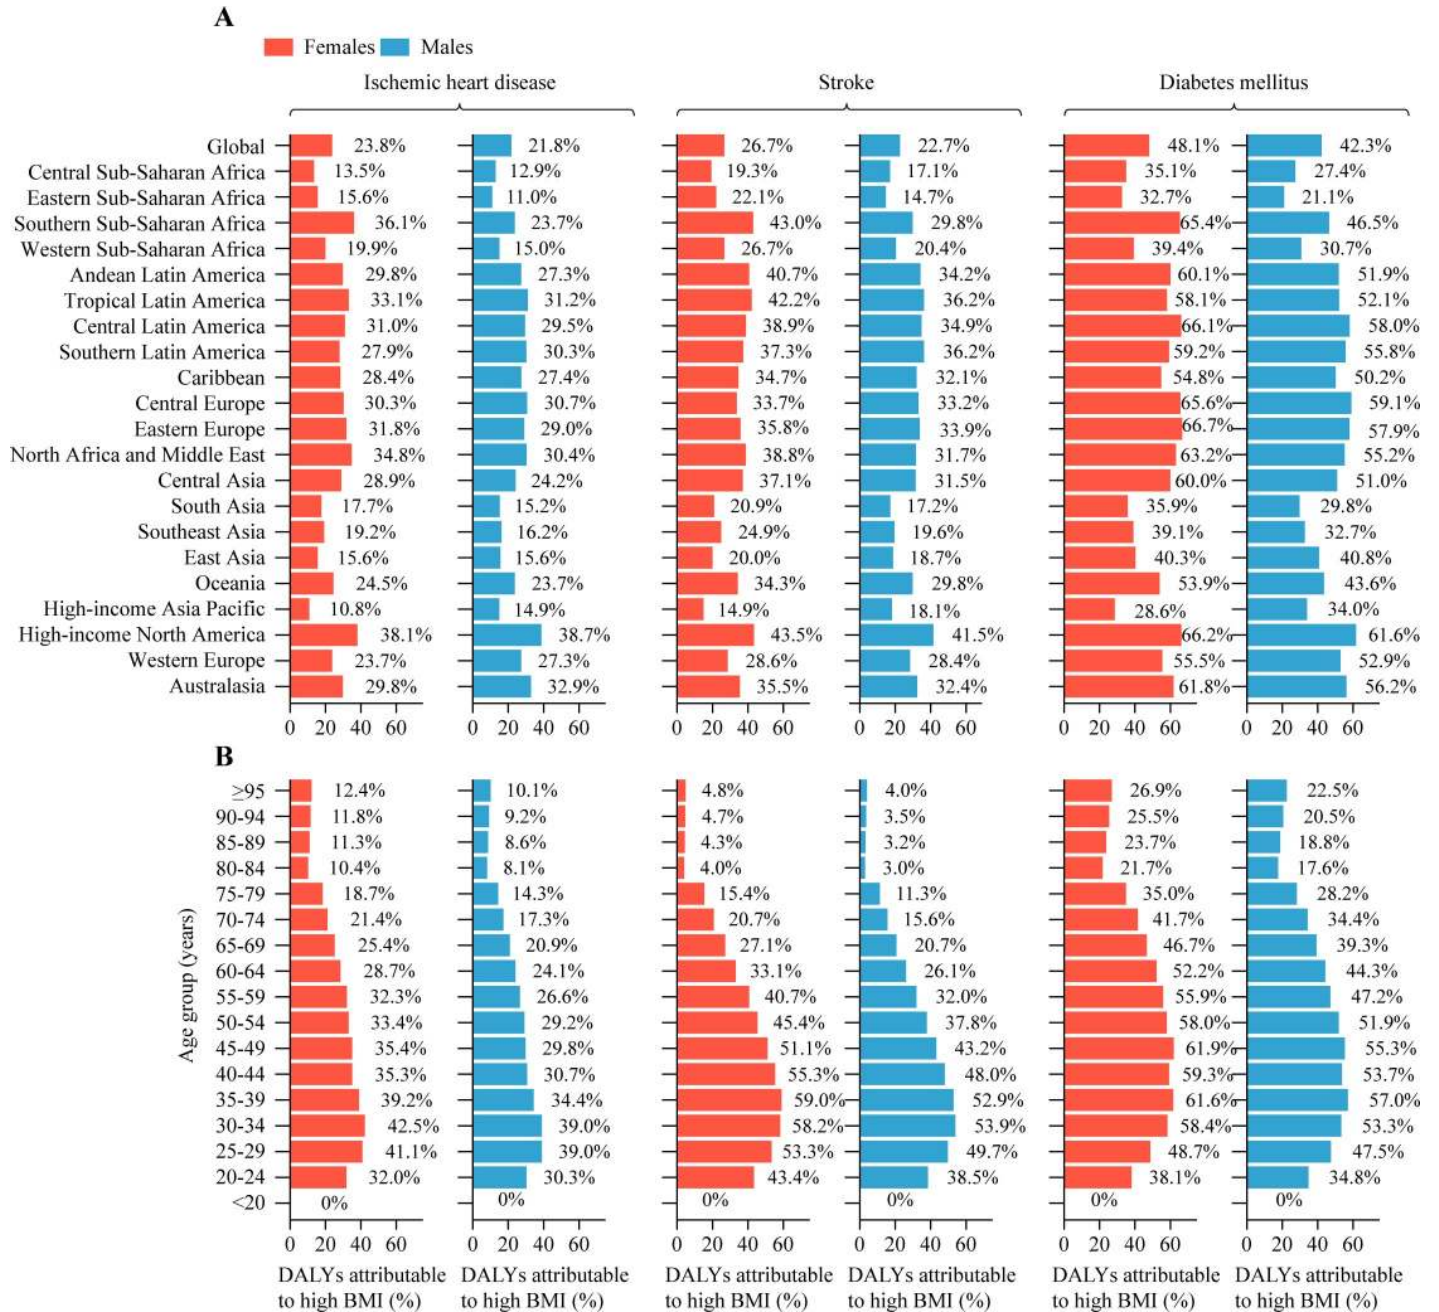 A
Females Males
Ischemic heart disease Stroke Diabetes mellitus
Global 23.8% 21.8% 26.7% 22.7% 48.1% 42.3%
Central Sub-Saharan Africa 13.5% 12.9% 19.3% 17.1% 35.1% 27.4%
Eastern Sub-Saharan Africa 15.6% 11.0% 22.1% 14.7% 32.7% 21.1%
Southern Sub-Saharan Africa 36.1% 23.7% 43.0% 29.8% 65.4% 46.5%
Western Sub-Saharan Africa 19.9% 15.0% 26.7% 20.4% 39.4% 30.7%
Andean Latin America 29.8% 27.3% 40.7% 34.2% 60.1% 51.9%
Tropical Latin America 33.1% 31.2% 42.2% 36.2% 58.1% 52.1%
Central Latin America 31.0% 29.5% 38.9% 34.9% 66.1% 58.0%
Southern Latin America 27.9% 30.3% 37.3% 36.2% 59.2% 55.8%
Caribbean 28.4% 27.4% 34.7% 32.1% 54.8% 50.2%
Central Europe 30.3% 30.7% 33.7% 33.2% 65.6% 59.1%
Eastern Europe 31.8% 29.0% 35.8% 33.9% 66.7% 57.9%
North Africa and Middle East 34.8% 30.4% 38.8% 31.7% 63.2% 55.2%
Central Asia 28.9% 24.2% 37.1% 31.5% 60.0% 51.0%
South Asia 17.7% 15.2% 20.9% 17.2% 35.9% 29.8%
Southeast Asia 19.2% 16.2% 24.9% 19.6% 39.1% 32.7%
East Asia 15.6% 15.6% 20.0% 18.7% 40.3% 40.8%
Oceania 24.5% 23.7% 34.3% 29.8% 53.9% 43.6%
High-income Asia Pacific 10.8% 14.9% 14.9% 18.1% 28.6% 34.0%
High-income North America 38.1% 38.7% 43.5% 41.5% 66.2% 61.6%
Western Europe 23.7% 27.3% 28.6% 28.4% 55.5% 52.9%
Australasia 29.8% 32.9% 35.5% 32.4% 61.8% 56.2%
0 20 40 60 0 20 40 60 0 20 40 60 0 20 40 60 0 20 40 60 0 20 40 60
B
Age group (years)
≥95 12.4% 10.1% 4.8% 4.0% 26.9% 22.5%
90-94 11.8% 9.2% 4.7% 3.5% 25.5% 20.5%
85-89 11.3% 8.6% 4.3% 3.2% 23.7% 18.8%
80-84 10.4% 8.1% 4.0% 3.0% 21.7% 17.6%
75-79 18.7% 14.3% 15.4% 11.3% 35.0% 28.2%
70-74 21.4% 17.3% 20.7% 15.6% 41.7% 34.4%
65-69 25.4% 20.9% 27.1% 20.7% 46.7% 39.3%
60-64 28.7% 24.1% 33.1% 26.1% 52.2% 44.3%
55-59 32.3% 26.6% 40.7% 32.0% 55.9% 47.2%
50-54 33.4% 29.2% 45.4% 37.8% 58.0% 51.9%
45-49 35.4% 29.8% 51.1% 43.2% 61.9% 55.3%
40-44 35.3% 30.7% 55.3% 48.0% 59.3% 53.7%
35-39 39.2% 34.4% 59.0% 52.9% 61.6% 57.0%
30-34 42.5% 39.0% 58.2% 53.9% 58.4% 53.3%
25-29 41.1% 39.0% 53.3% 49.7% 48.7% 47.5%
20-24 32.0% 30.3% 43.4% 38.5% 38.1% 34.8%
<20 0% 0% 0% 0% 0% 0%
0 20 40 60 0 20 40 60 0 20 40 60 0 20 40 60 0 20 40 60 0 20 40 60
DALYs attributable DALYs attributable DALYs attributable DALYs attributable DALYs attributable DALYs attributable
to high BMI (%) to high BMI (%) to high BMI (%) to high BMI (%) to high BMI (%) to high BMI (%)